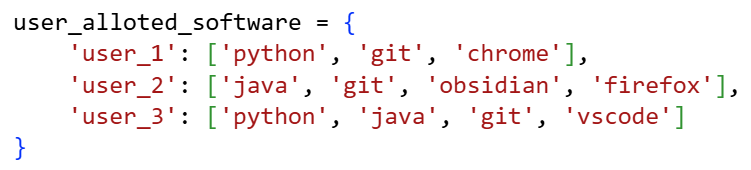 user_alloted_software = {
    'user_1': ['python', 'git', 'chrome'],
    'user_2': ['java', 'git', 'obsidian', 'firefox'],
    'user_3': ['python', 'java', 'git', 'vscode']
}